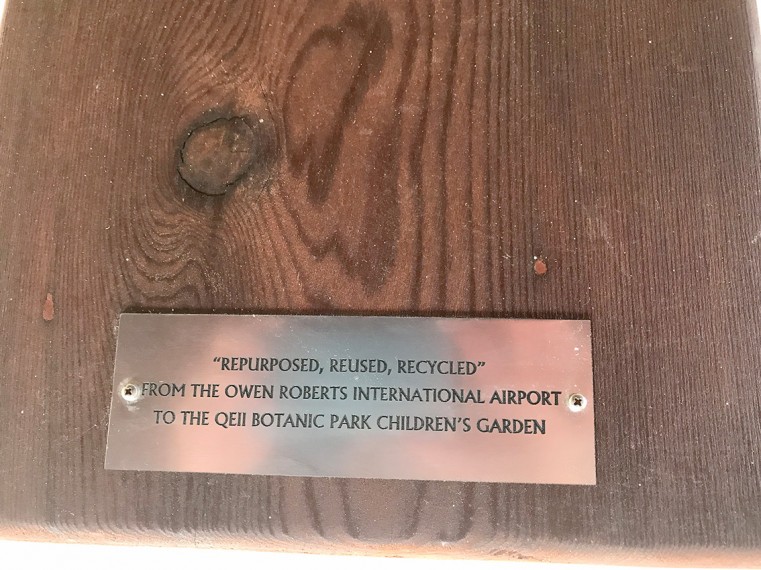 “REPURPOSED, REUSED, RECYCLED”
FROM THE OWEN ROBERTS INTERNATIONAL AIRPORT
TO THE QEII BOTANIC PARK CHILDREN’S GARDEN